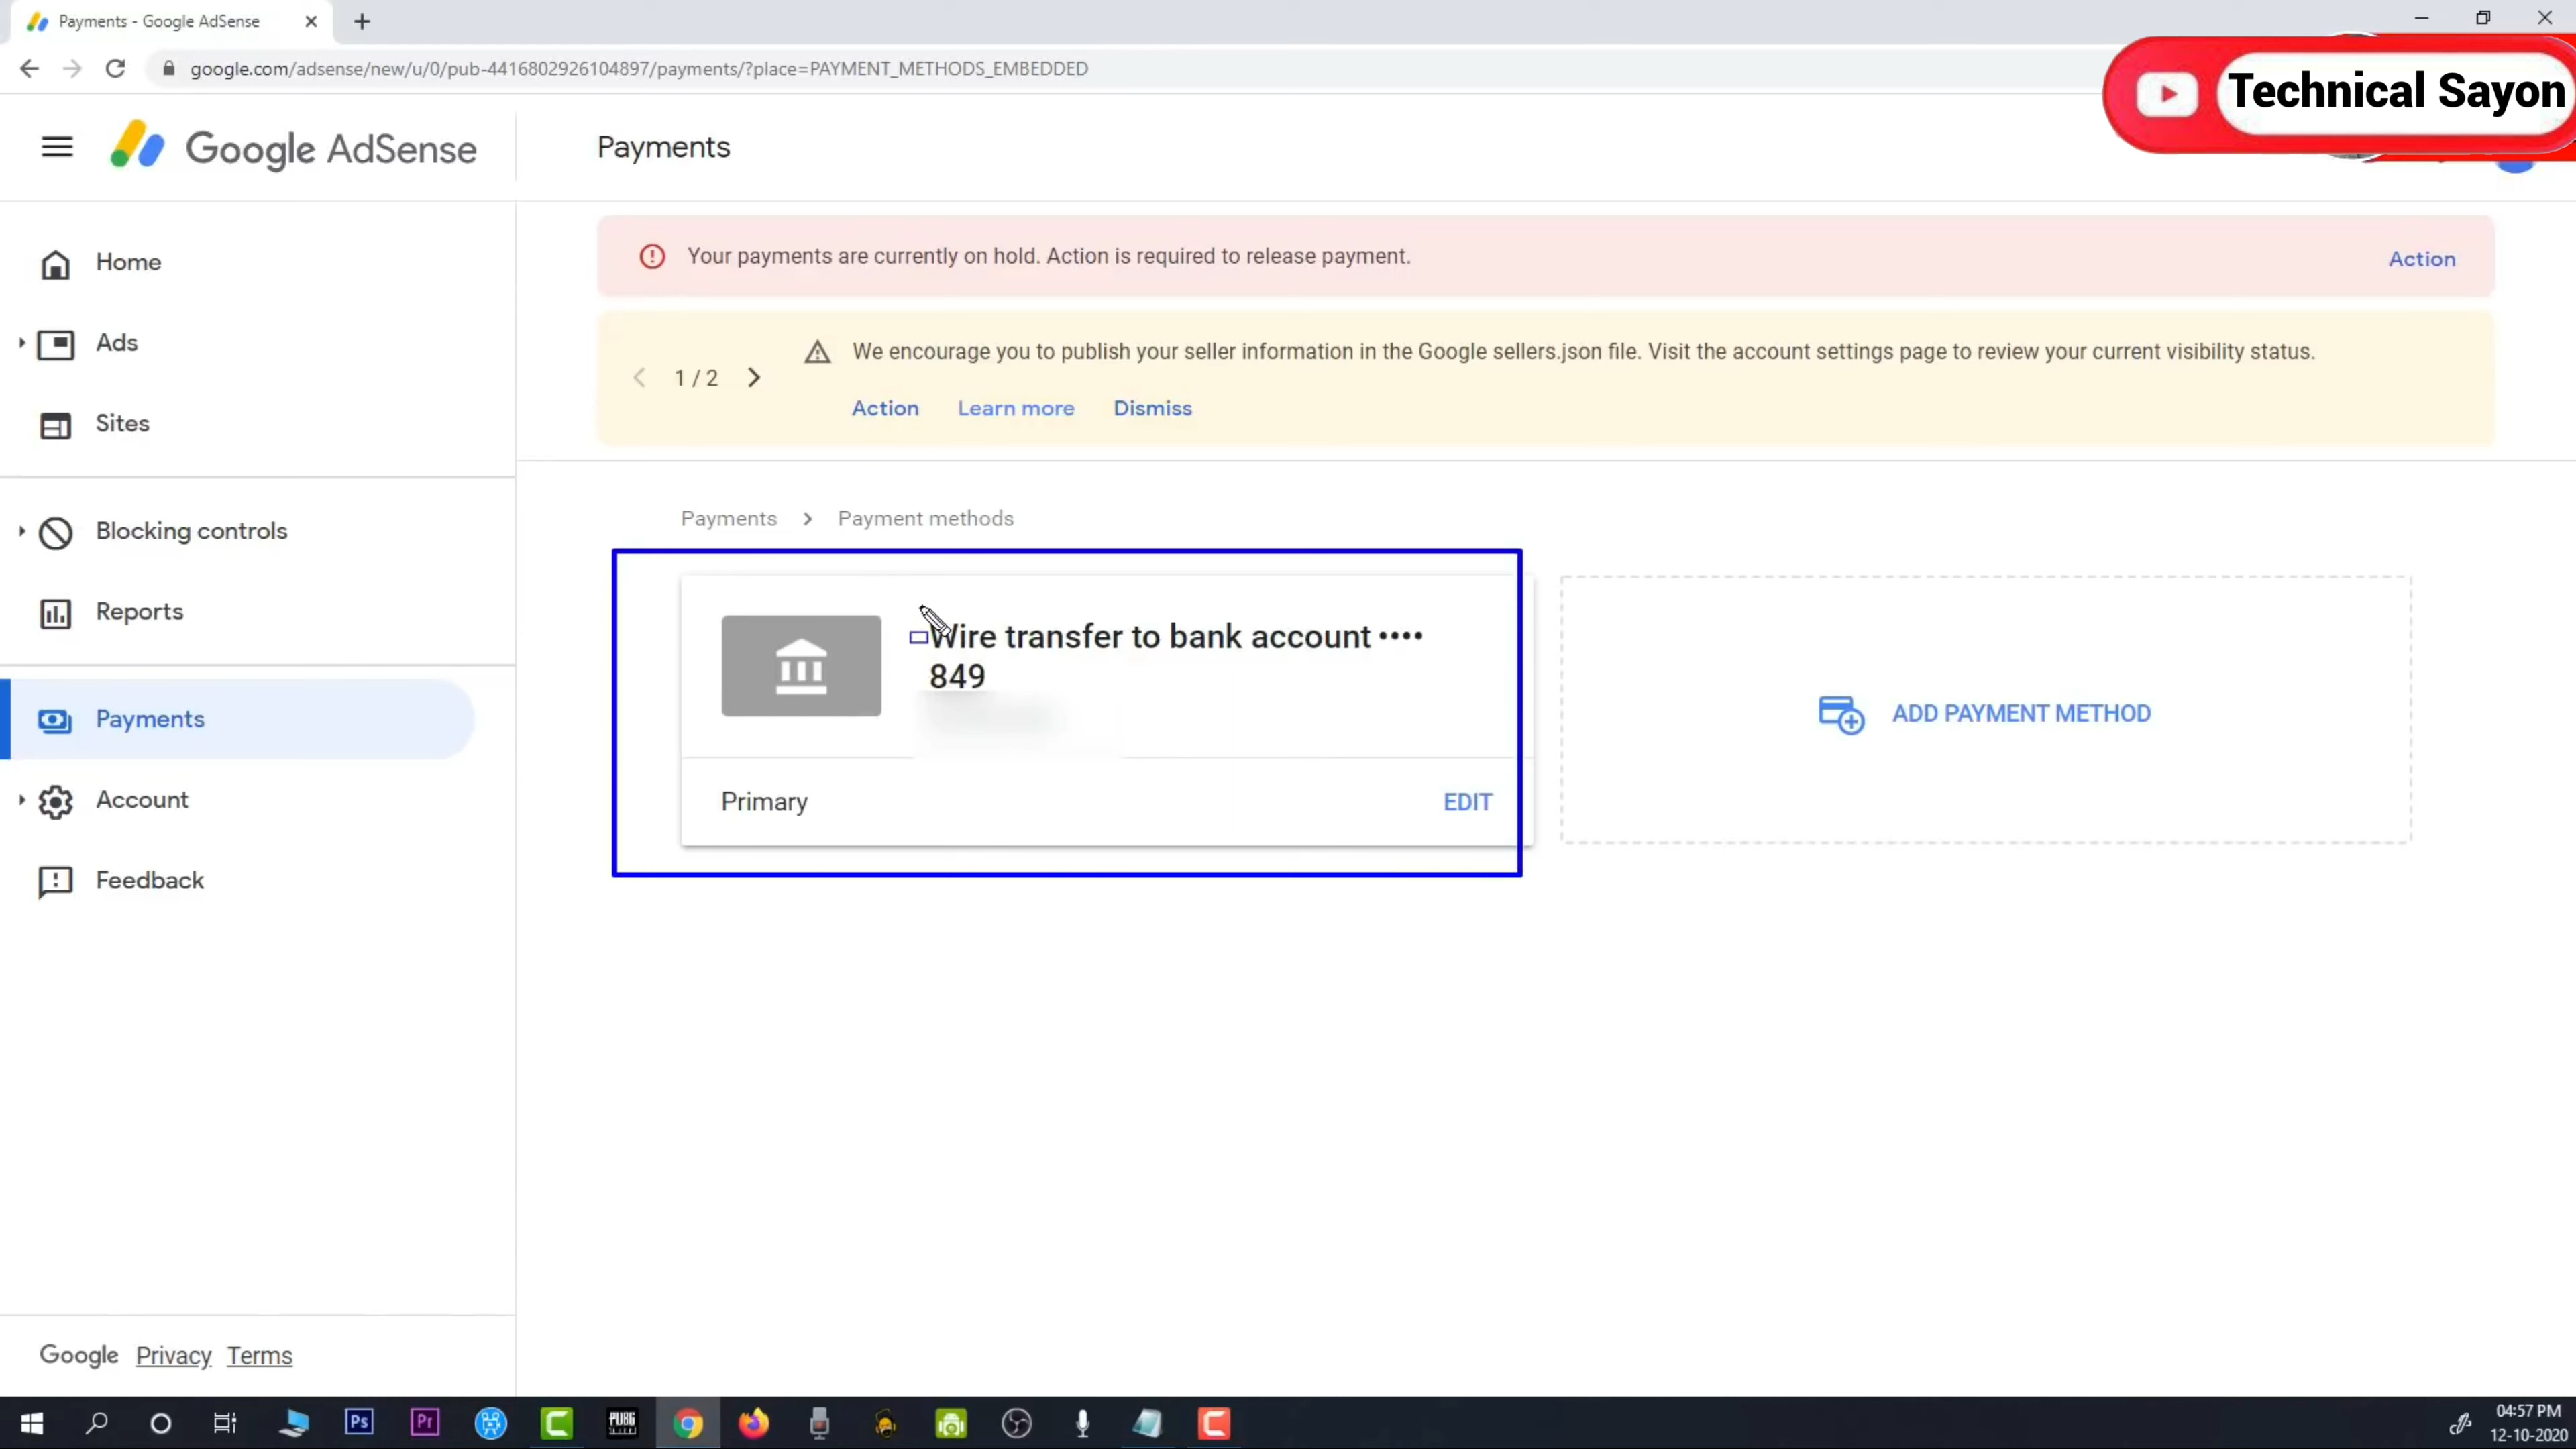 Payments - Google AdSense
google.com/adsense/new/u/0/pub-4416802926104897/payments/?place=PAYMENT_METHODS_EMBEDDED
Technical Sayon
Google AdSense
Payments
Home
Ads
Sites
Blocking controls
Reports
Payments
Account
Feedback
Google Privacy Terms
Your payments are currently on hold. Action is required to release payment.
Action
1 / 2
We encourage you to publish your seller information in the Google sellers.json file. Visit the account settings page to review your current visibility status.
Action Learn more Dismiss
Payments > Payment methods
Wire transfer to bank account ••••
849
Primary
EDIT
ADD PAYMENT METHOD
Ps
Pr
PUBG
04:57 PM
12-10-2020